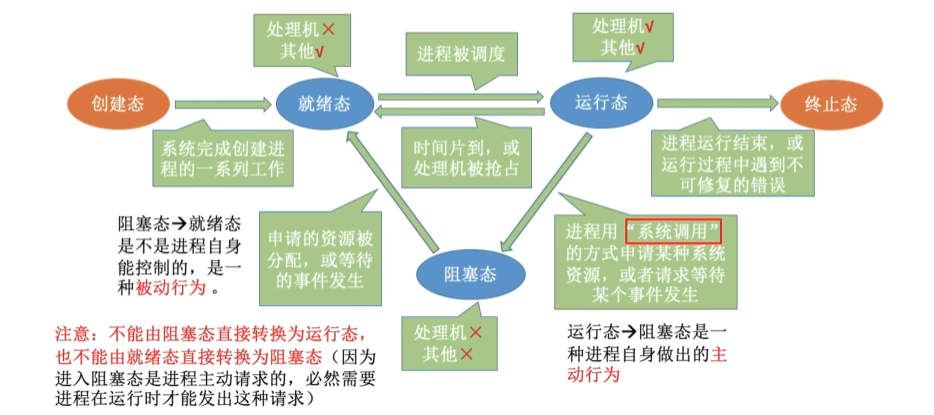 处理机×
其他√
进程被调度
处理机√
其他√
创建态
就绪态
运行态
终止态
系统完成创建进
程的一系列工作
时间片到，或
处理机被抢占
进程运行结束，或
运行过程中遇到不
可修复的错误
阻塞态→就绪态
是不是进程自身
能控制的，是一
种被动行为 。
申请的资源被
分配，或等待
的事件发生
阻塞态
进程用“系统调用”
的方式申请某种系统
资源，或者请求等待
某个事件发生
处理机×
其他×
注意：不能由阻塞态直接转换为运行态，
也不能由就绪态直接转换为阻塞态（因为
进入阻塞态是进程主动请求的，必然需要
进程在运行时才能发出这种请求）
运行态→阻塞态是一
种进程自身做出的主
动行为